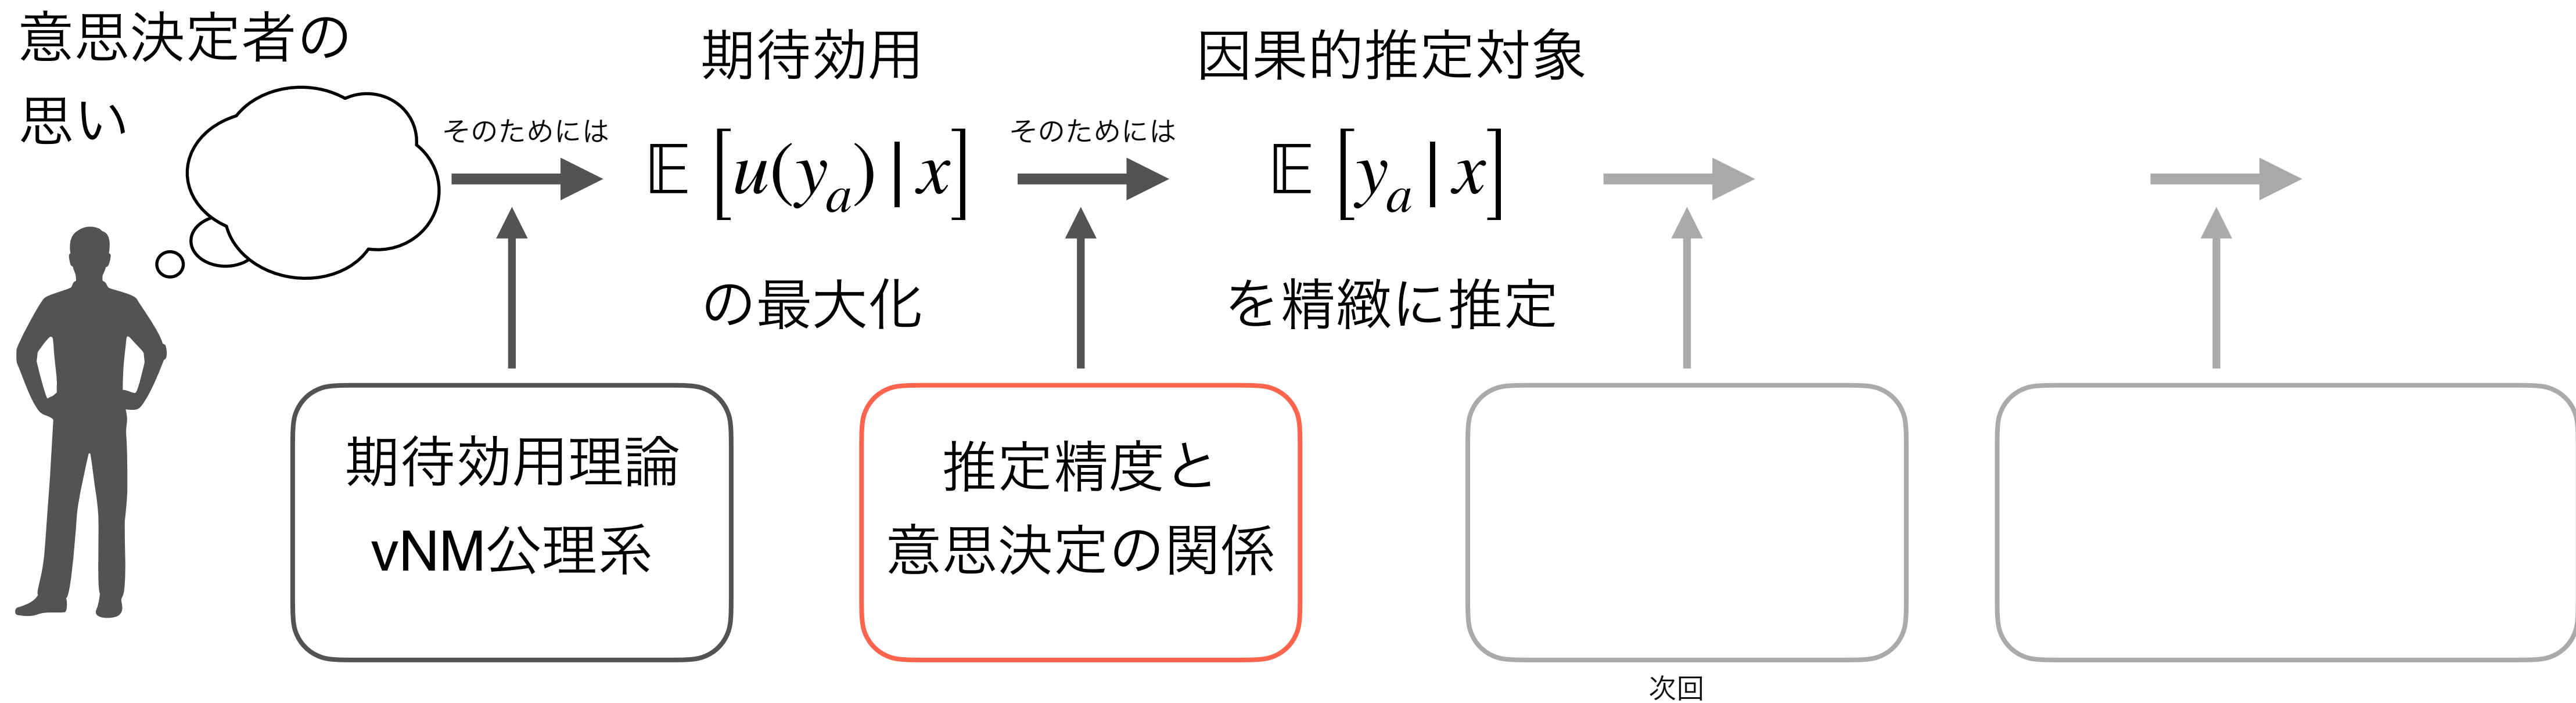 意思決定者の
思い
そのためには
期待効用
𝔼 [u(yₐ) | x]
の最大化
そのためには
因果的推定対象
𝔼 [yₐ | x]
を精緻に推定
期待効用理論
vNM公理系
推定精度と
意思決定の関係
次回